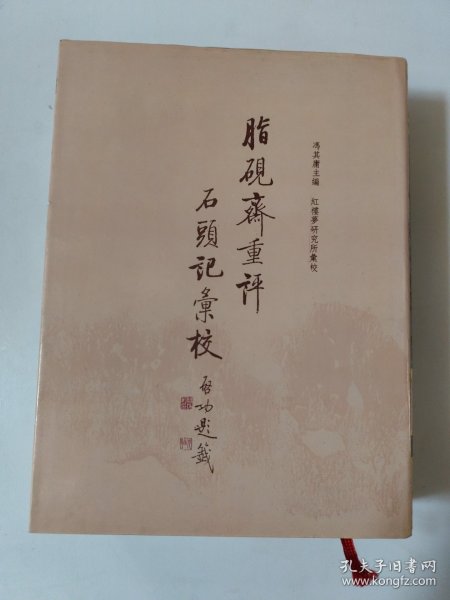 馮其庸主編 紅樓夢研究所彙校
脂硯齋重評
石頭記彙校
啓功題籤
孔夫子旧书网
www.kongfz.com